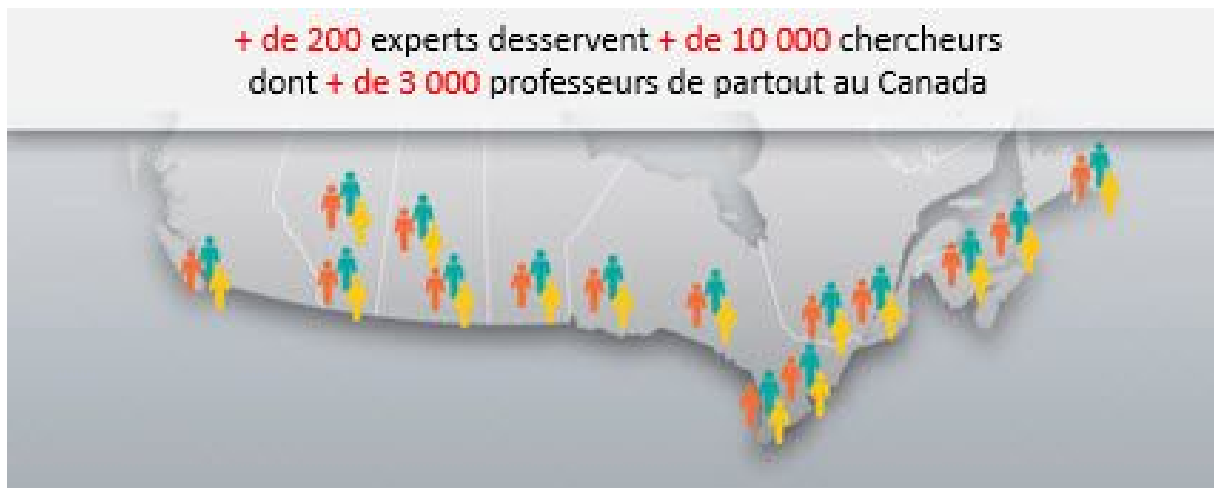 + de 200 experts desservent + de 10 000 chercheurs
dont + de 3 000 professeurs de partout au Canada